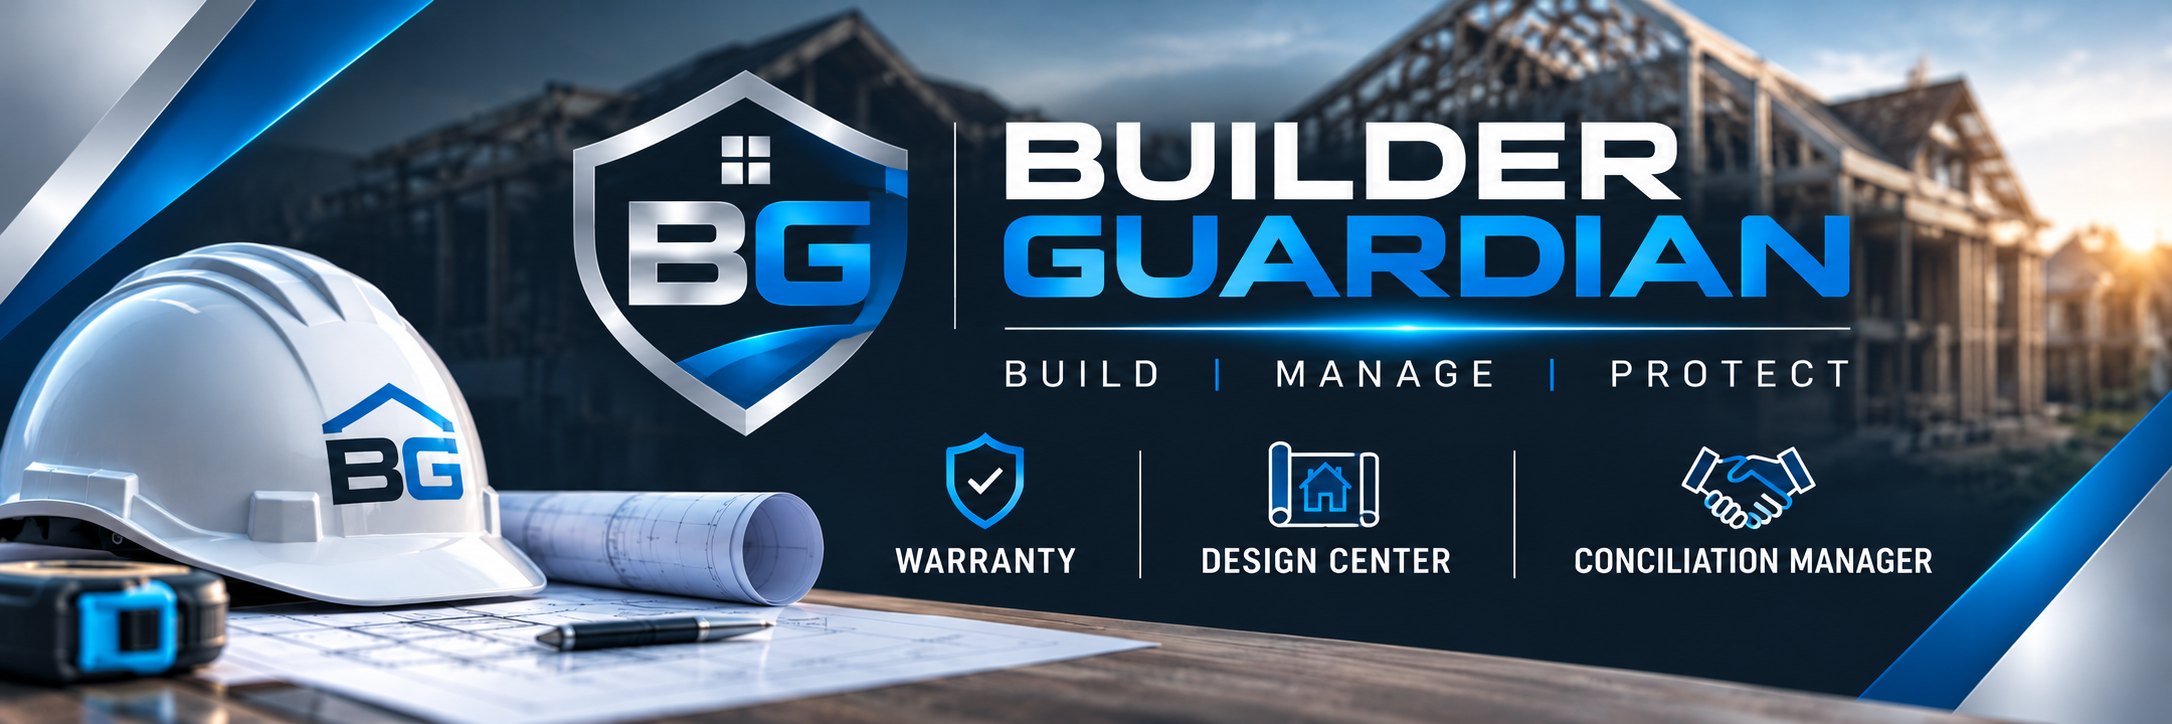 BG
BUILDER
GUARDIAN
BUILD | MANAGE | PROTECT
WARRANTY
DESIGN CENTER
CONCILIATION MANAGER
BG